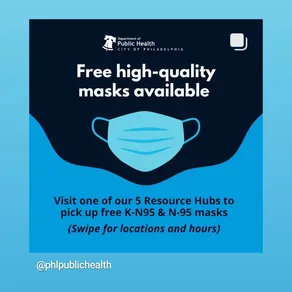 Department of
Public Health
CITY OF PHILADELPHIA
Free high-quality
masks available
Visit one of our 5 Resource Hubs to
pick up free K-N95 & N-95 masks
(Swipe for locations and hours)
@phlpublichealth